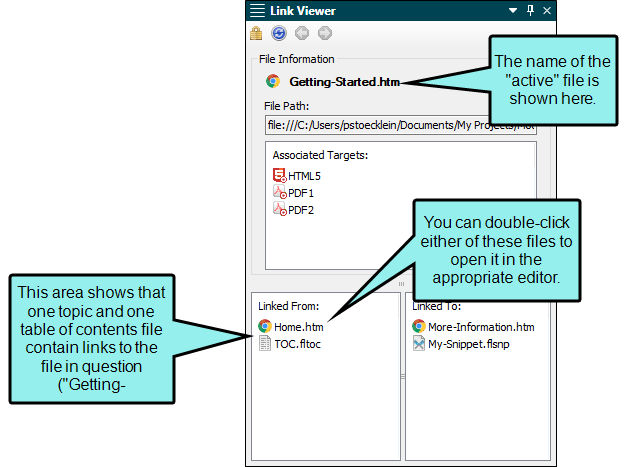 Link Viewer
File Information
Getting-Started.htm
The name of the
"active" file is
shown here.
File Path:
file:///C:/Users/pstoecklein/Documents/My Projects/Mot
Associated Targets:
HTML5
PDF1
PDF2
You can double-click
either of these files to
open it in the
appropriate editor.
This area shows that
one topic and one
table of contents file
contain links to the
file in question
("Getting-
Linked From:
Home.htm
TOC.fltoc
Linked To:
More-Information.htm
My-Snippet.flsnp